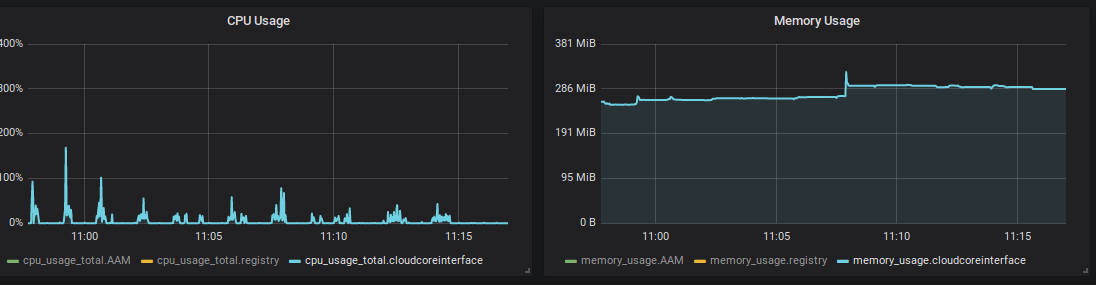 CPU Usage
400%
300%
200%
100%
0%
11:00 11:05 11:10 11:15
cpu_usage_total.AAM cpu_usage_total.registry cpu_usage_total.cloudcoreinterface
Memory Usage
381 MiB
286 MiB
191 MiB
95 MiB
0 B
11:00 11:05 11:10 11:15
memory_usage.AAM memory_usage.registry memory_usage.cloudcoreinterface